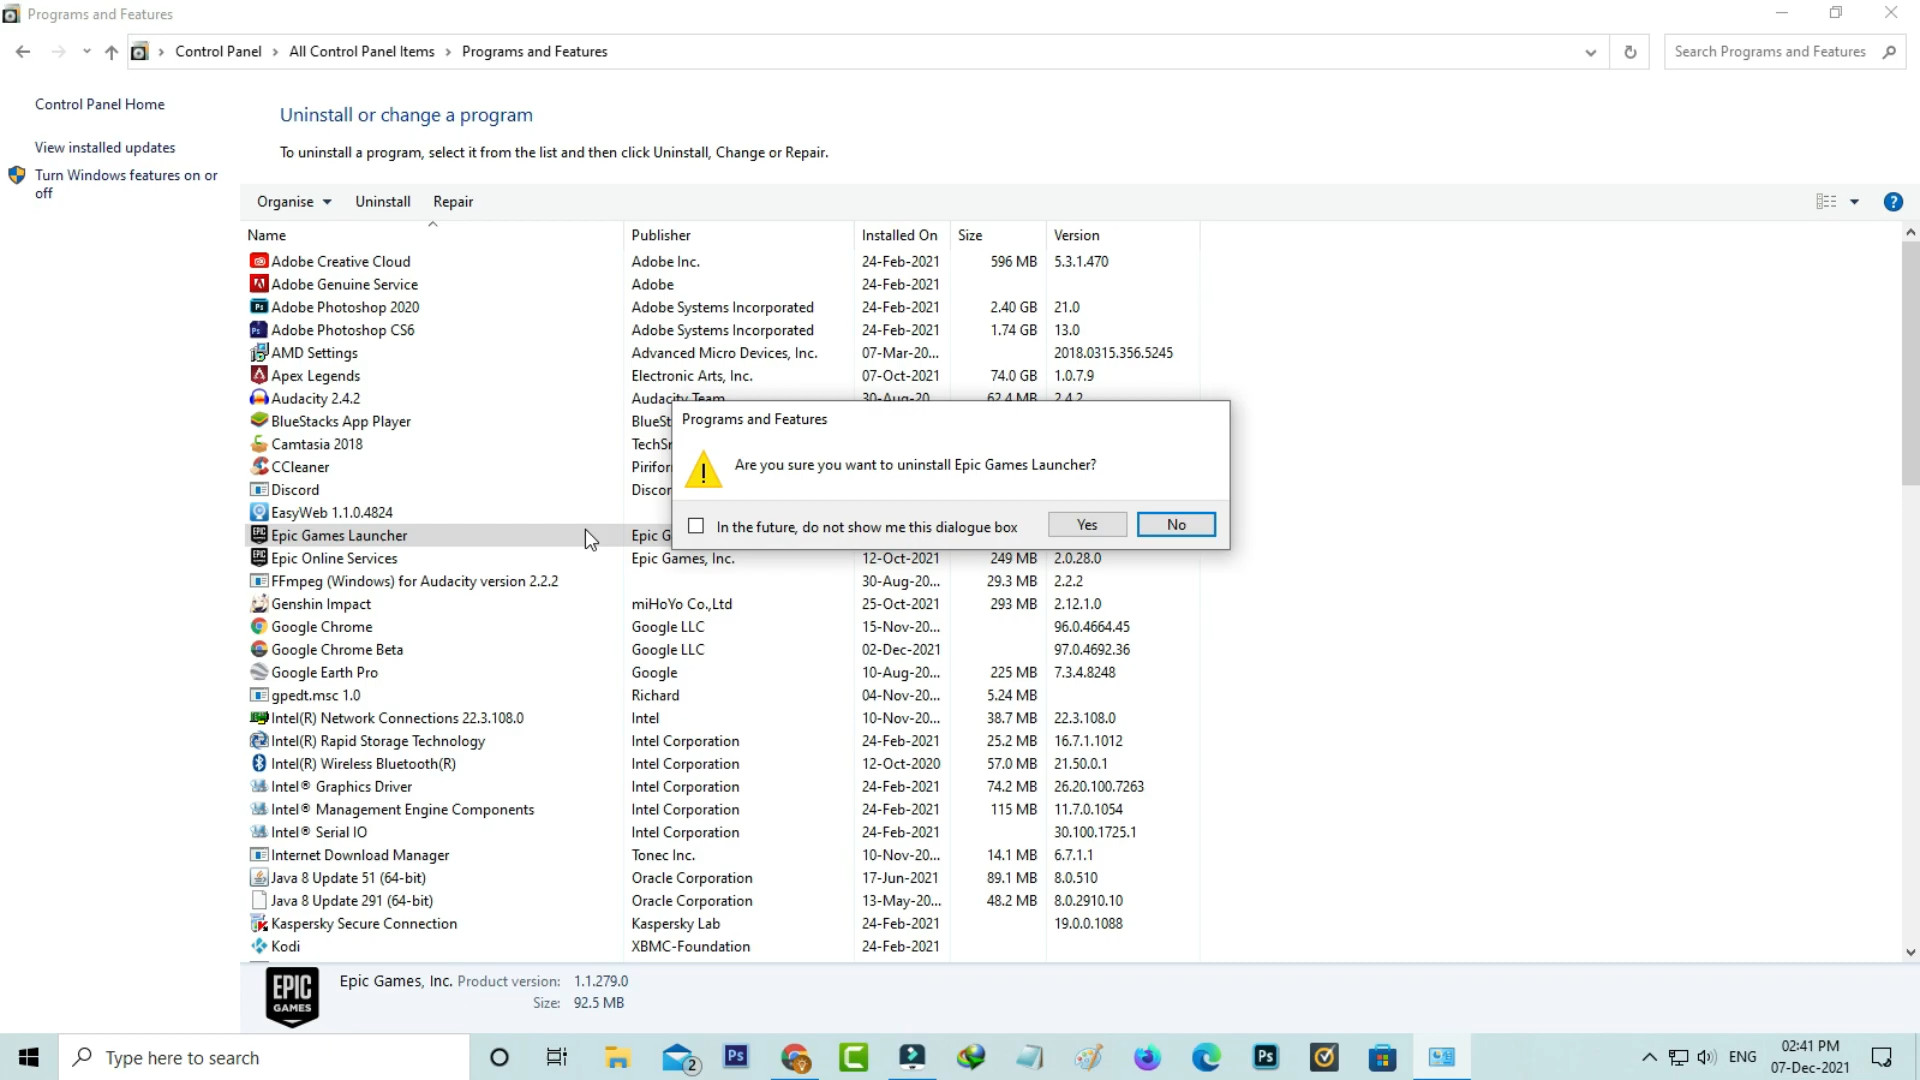 Programs and Features
Control Panel › All Control Panel Items › Programs and Features
Search Programs and Features
Control Panel Home
View installed updates
Turn Windows features on or
off
Uninstall or change a program
To uninstall a program, select it from the list and then click Uninstall, Change or Repair.
Organise Uninstall Repair
Name Publisher Installed On Size Version
Adobe Creative Cloud Adobe Inc. 24-Feb-2021 596 MB 5.3.1.470
Adobe Genuine Service Adobe 24-Feb-2021
Adobe Photoshop 2020 Adobe Systems Incorporated 24-Feb-2021 2.40 GB 21.0
Adobe Photoshop CS6 Adobe Systems Incorporated 24-Feb-2021 1.74 GB 13.0
AMD Settings Advanced Micro Devices, Inc. 07-Mar-20... 2018.0315.356.5245
Apex Legends Electronic Arts, Inc. 07-Oct-2021 74.0 GB 1.0.7.9
Audacity 2.4.2 Audacity Team 30-Aug-20... 62.4 MB 2.4.2
BlueStacks App Player BlueSt
Camtasia 2018 TechSr
CCleaner Pirifor
Discord Discor
EasyWeb 1.1.0.4824
Epic Games Launcher Epic G
Programs and Features
Are you sure you want to uninstall Epic Games Launcher?
In the future, do not show me this dialogue box Yes No
Epic Online Services Epic Games, Inc. 12-Oct-2021 249 MB 2.0.28.0
FFmpeg (Windows) for Audacity version 2.2.2 30-Aug-20... 29.3 MB 2.2.2
Genshin Impact miHoYo Co.,Ltd 25-Oct-2021 293 MB 2.12.1.0
Google Chrome Google LLC 15-Nov-20... 96.0.4664.45
Google Chrome Beta Google LLC 02-Dec-2021 97.0.4692.36
Google Earth Pro Google 10-Aug-20... 225 MB 7.3.4.8248
gpedt.msc 1.0 Richard 04-Nov-20... 5.24 MB
Intel(R) Network Connections 22.3.108.0 Intel 10-Nov-20... 38.7 MB 22.3.108.0
Intel(R) Rapid Storage Technology Intel Corporation 24-Feb-2021 25.2 MB 16.7.1.1012
Intel(R) Wireless Bluetooth(R) Intel Corporation 12-Oct-2020 57.0 MB 21.50.0.1
Intel® Graphics Driver Intel Corporation 24-Feb-2021 74.2 MB 26.20.100.7263
Intel® Management Engine Components Intel Corporation 24-Feb-2021 115 MB 11.7.0.1054
Intel® Serial IO Intel Corporation 24-Feb-2021 30.100.1725.1
Internet Download Manager Tonec Inc. 10-Nov-20... 14.1 MB 6.7.1.1
Java 8 Update 51 (64-bit) Oracle Corporation 17-Jun-2021 89.1 MB 8.0.510
Java 8 Update 291 (64-bit) Oracle Corporation 13-May-20... 48.2 MB 8.0.2910.10
Kaspersky Secure Connection Kaspersky Lab 24-Feb-2021 19.0.0.1088
Kodi XBMC-Foundation 24-Feb-2021
EPIC
GAMES
Epic Games, Inc. Product version: 1.1.279.0
Size: 92.5 MB
Type here to search
2
Ps
Ps
ENG
02:41 PM
07-Dec-2021